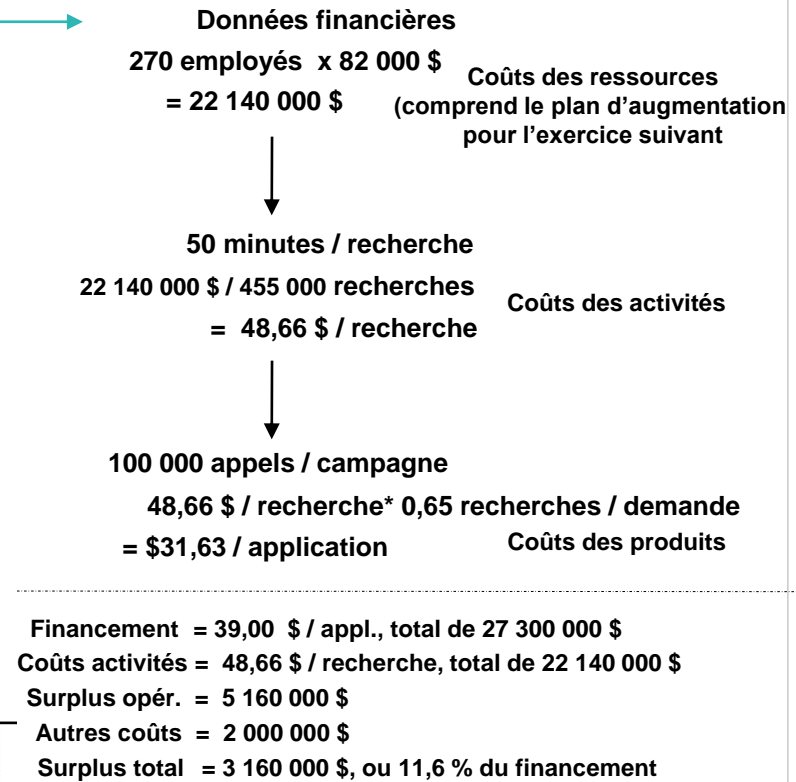 Données financières
270 employés x 82 000 $
= 22 140 000 $
Coûts des ressources
(comprend le plan d'augmentation
pour l'exercice suivant
50 minutes / recherche
22 140 000 $ / 455 000 recherches
= 48,66 $ / recherche
Coûts des activités
100 000 appels / campagne
48,66 $ / recherche* 0,65 recherches / demande
= $31,63 / application
Coûts des produits
Financement = 39,00 $ / appl., total de 27 300 000 $
Coûts activités = 48,66 $ / recherche, total de 22 140 000 $
Surplus opér. = 5 160 000 $
Autres coûts = 2 000 000 $
Surplus total = 3 160 000 $, ou 11,6 % du financement